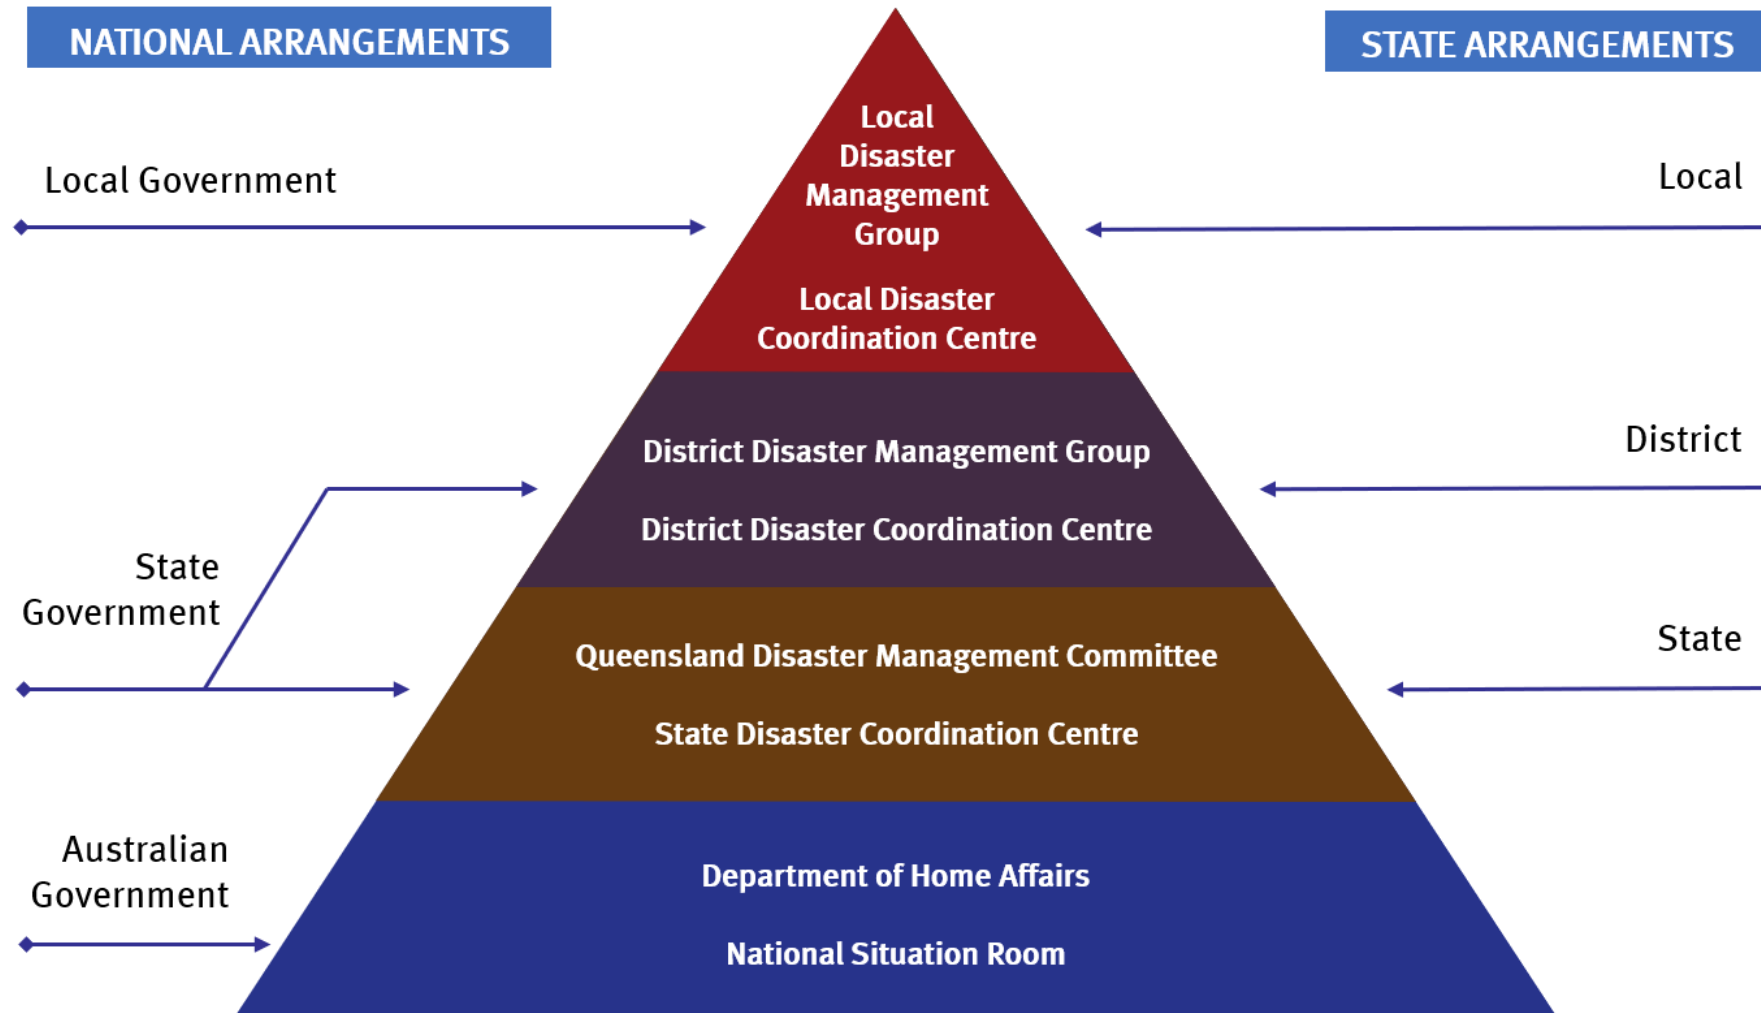 NATIONAL ARRANGEMENTS
STATE ARRANGEMENTS
Local
Disaster
Management
Group
Local Disaster
Coordination Centre
Local Government
Local
District Disaster Management Group
District Disaster Coordination Centre
District
State
Government
Queensland Disaster Management Committee
State Disaster Coordination Centre
State
Australian
Government
Department of Home Affairs
National Situation Room